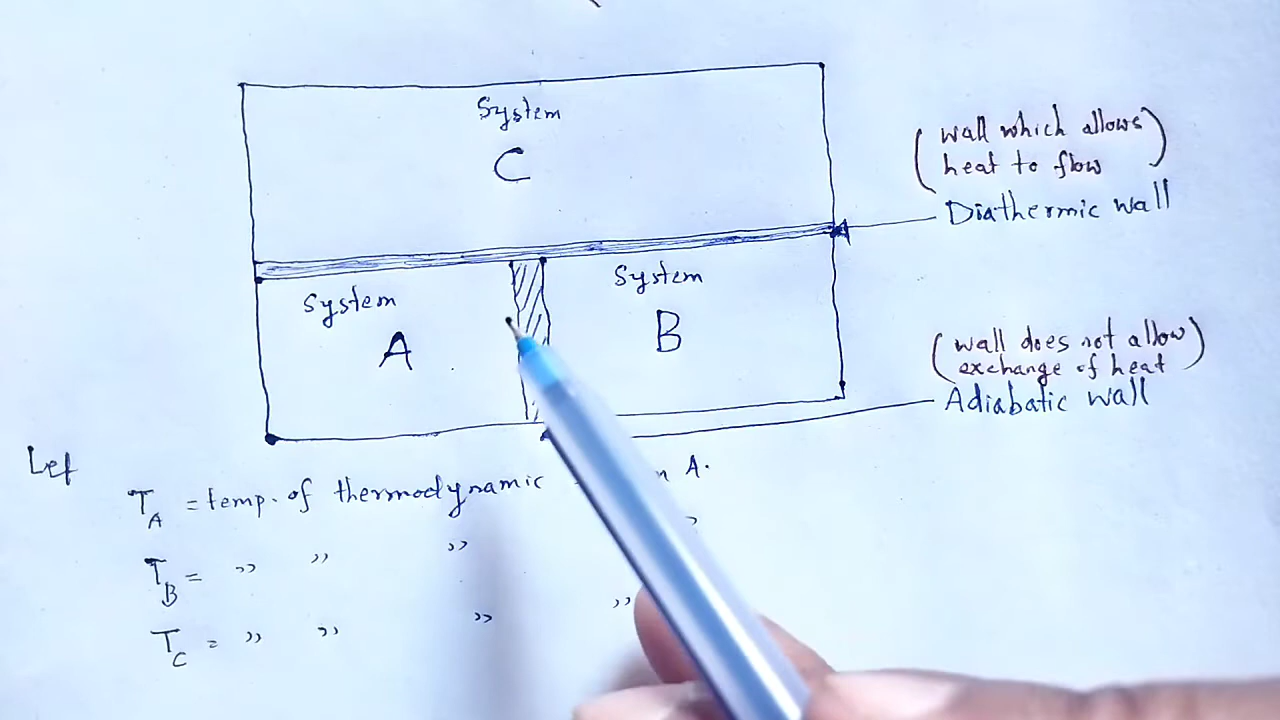 System
C
(wall which allows)
heat to flow
Diathermic wall
System
A
System
B
(wall does not allow)
exchange of heat
Adiabatic wall
Let
T_A = temp. of thermodynamic A.
T_B = ,, ,, ,, ,,
T_C = ,, ,, ,, ,,